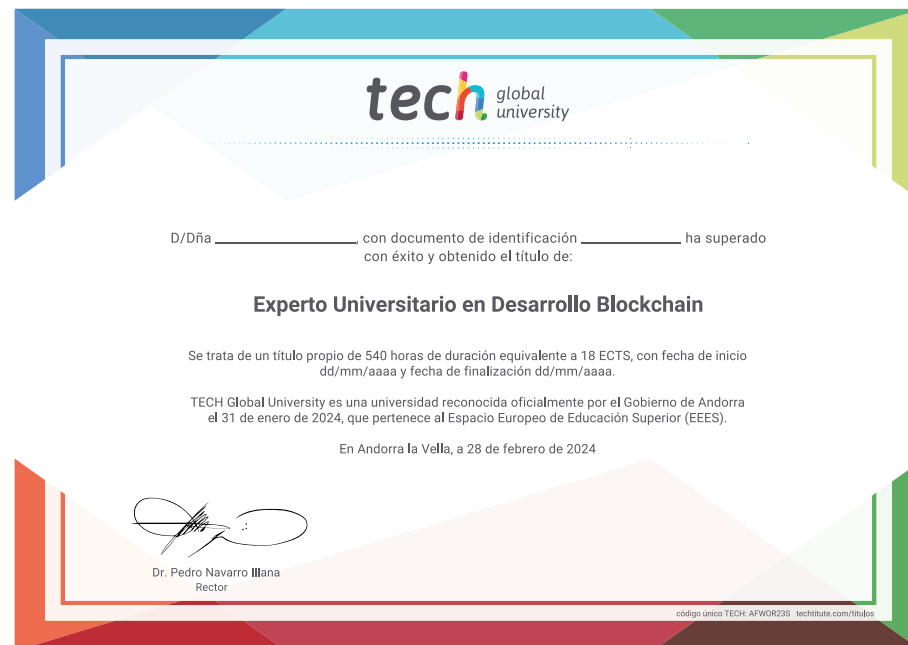 tech global university
D/Dña ____________________, con documento de identificación ______________ ha superado
con éxito y obtenido el título de:
Experto Universitario en Desarrollo Blockchain
Se trata de un título propio de 540 horas de duración equivalente a 18 ECTS, con fecha de inicio
dd/mm/aaaa y fecha de finalización dd/mm/aaaa.
TECH Global University es una universidad reconocida oficialmente por el Gobierno de Andorra
el 31 de enero de 2024, que pertenece al Espacio Europeo de Educación Superior (EEES).
En Andorra la Vella, a 28 de febrero de 2024
Dr. Pedro Navarro Illana
Rector
código único TECH: AFWOR23S techtitute.com/titulos